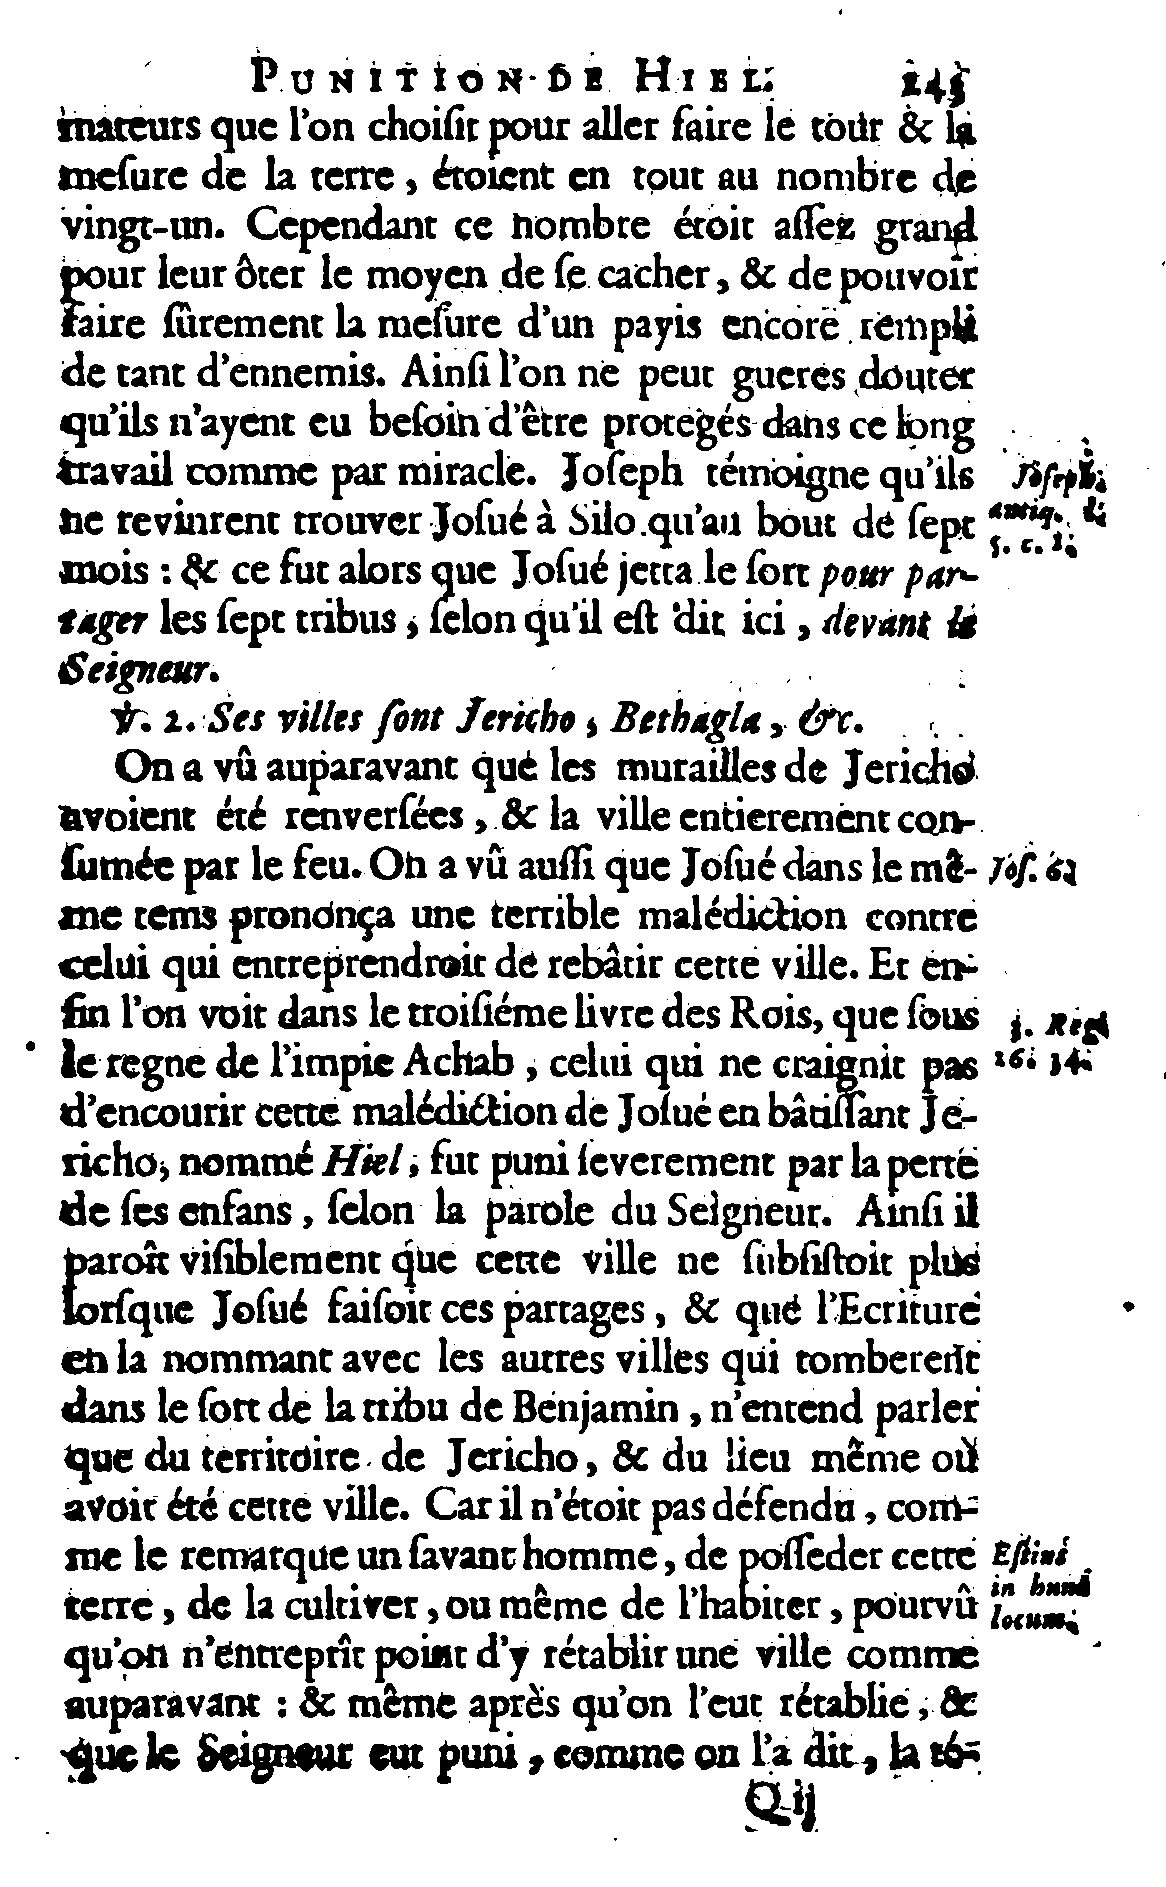 PUNITION DE HIEL. 243
mateurs que l'on choiſit pour aller faire le tour & la
meſure de la terre, étoient en tout au nombre de
vingt-un. Cependant ce nombre étoit aſſez grand
pour leur ôter le moyen de ſe cacher, & de pouvoir
faire ſûrement la meſure d'un payis encore rempli
de tant d'ennemis. Ainſi l'on ne peut gueres douter
qu'ils n'ayent eu beſoin d'être protegés dans ce long
travail comme par miracle. Joſeph témoigne qu'ils
Joſeph.
ne revinrent trouver Joſué à Silo qu'au bout de ſept
antiq. l.
5. c. 1.
mois : & ce fut alors que Joſué jetta le ſort pour par-
tager les ſept tribus, ſelon qu'il eſt dit ici, devant le
Seigneur.
℣. 2. Ses villes ſont Jericho, Bethagla, &c.
On a vû auparavant que les murailles de Jericho
avoient été renverſées, & la ville entierement con-
ſumée par le feu. On a vû auſſi que Joſué dans le mê-
Joſ. 6.
me tems prononça une terrible malédiction contre
celui qui entreprendroit de rebâtir cette ville. Et en-
fin l'on voit dans le troiſiéme livre des Rois, que ſous
3. Reg.
le regne de l'impie Achab, celui qui ne craignit pas
16. 34.
d'encourir cette malédiction de Joſué en bâtiſſant Je-
richo, nommé Hiel, fut puni ſeverement par la perte
de ſes enfans, ſelon la parole du Seigneur. Ainſi il
paroît viſiblement que cette ville ne ſubſiſtoit plus
lorſque Joſué faiſoit ces partages, & que l'Ecriture
en la nommant avec les autres villes qui tomberent
dans le ſort de la tribu de Benjamin, n'entend parler
que du territoire de Jericho, & du lieu même où
avoit été cette ville. Car il n'étoit pas défendu, com-
me le remarque un ſavant homme, de poſſeder cette
Eſtius
terre, de la cultiver, ou même de l'habiter, pourvû
in hunc
locum.
qu'on n'entreprît point d'y rétablir une ville comme
auparavant : & même après qu'on l'eut rétablie, &
que le Seigneur eut puni, comme on l'a dit, la té-
Q ij